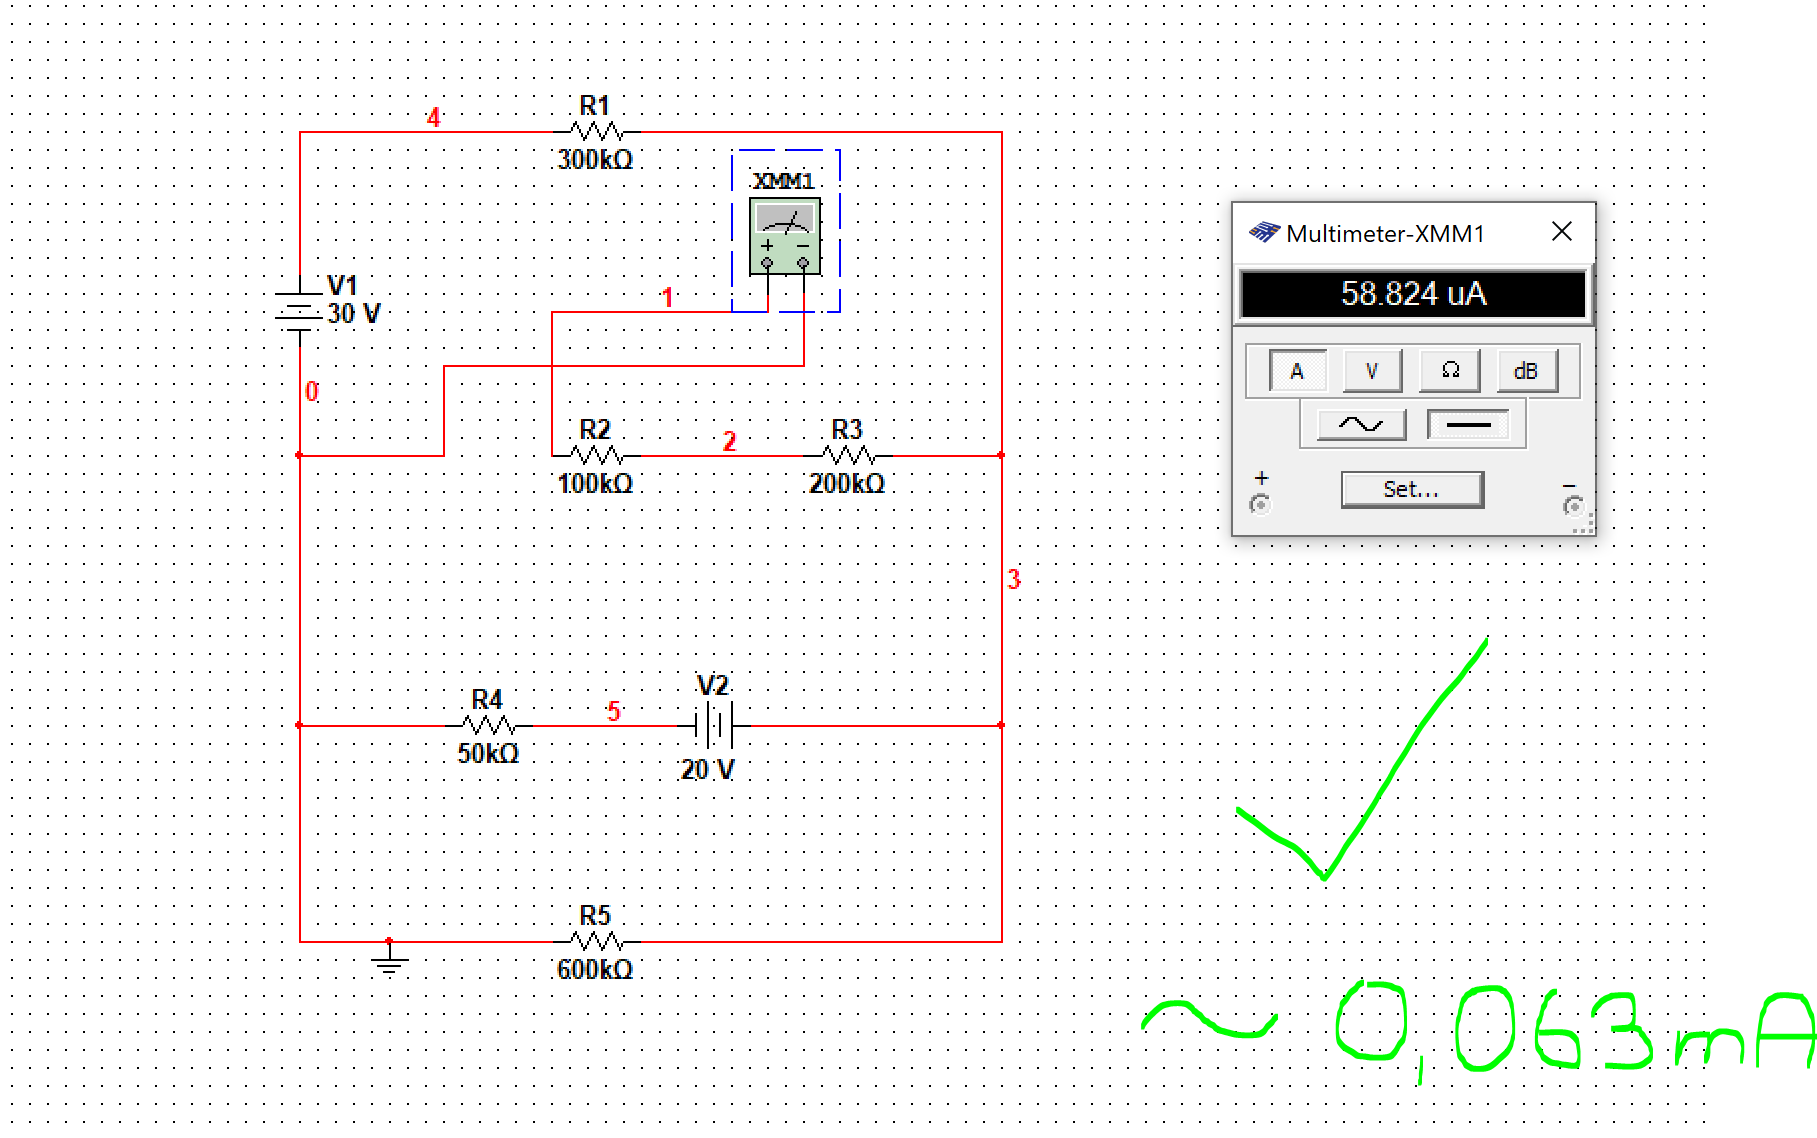 4
R1
300kΩ
XMM1
+ −
V1
30 V
1
0
R2
100kΩ
2
R3
200kΩ
3
R4
50kΩ
5
V2
20 V
R5
600kΩ
Multimeter-XMM1
58.824 uA
A V Ω dB
+ Set... −
~ 0,063mA